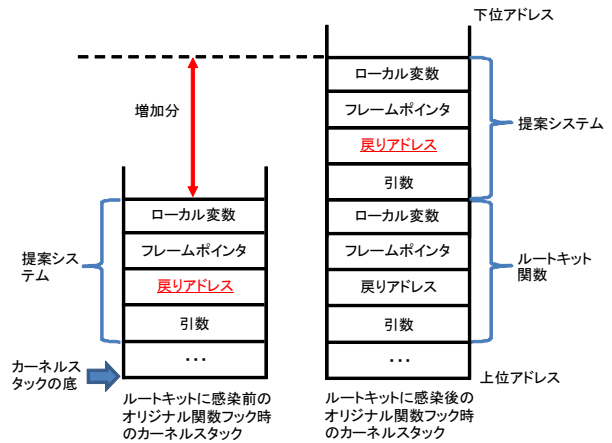 下位アドレス
ローカル変数
フレームポインタ
戻りアドレス
引数
ローカル変数
フレームポインタ
戻りアドレス
引数
・・・
提案システム
ルートキット
関数
上位アドレス
増加分
ローカル変数
フレームポインタ
戻りアドレス
引数
・・・
提案シス
テム
カーネルス
タックの底
ルートキットに感染前の
オリジナル関数フック時
のカーネルスタック
ルートキットに感染後の
オリジナル関数フック時
のカーネルスタック